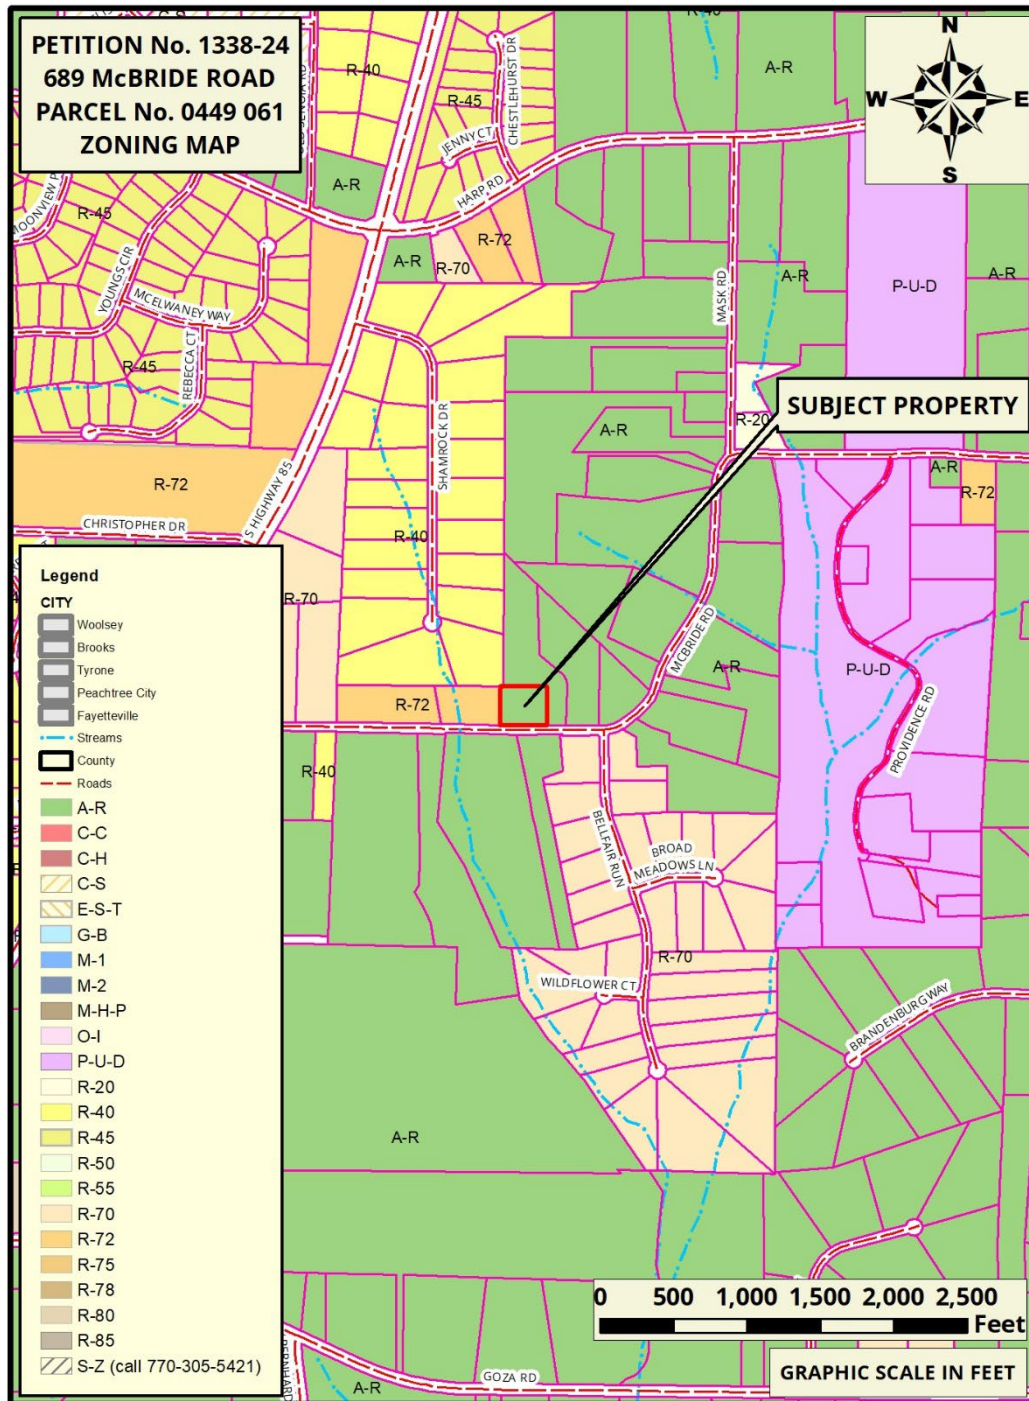 PETITION No. 1338-24
689 McBRIDE ROAD
PARCEL No. 0449 061
ZONING MAP
N
W
E
S
R-40
R-40
A-R
R-45
CHESTLEHURST DR
JENNY CT
HARP RD
A-R
R-45
YOUNGS CIR
MCELWANEY WAY
REBECCA CT
R-45
A-R
R-70
R-72
MASK RD
A-R
P-U-D
A-R
SUBJECT PROPERTY
R-20
A-R
A-R
R-72
R-72
CHRISTOPHER DR
S HIGHWAY 85
SHAMROCK DR
R-40
R-70
MCBRIDE RD
A-R
P-U-D
PROVIDENCE RD
R-72
R-40
BELLFAIR RUN
BROAD
MEADOWS LN
R-70
WILDFLOWER CT
BRANDENBURG WAY
A-R
Legend
CITY
Woolsey
Brooks
Tyrone
Peachtree City
Fayetteville
Streams
County
Roads
A-R
C-C
C-H
C-S
E-S-T
G-B
M-1
M-2
M-H-P
O-I
P-U-D
R-20
R-40
R-45
R-50
R-55
R-70
R-72
R-75
R-78
R-80
R-85
S-Z (call 770-305-5421)
0 500 1,000 1,500 2,000 2,500
Feet
GRAPHIC SCALE IN FEET
A-R
GOZA RD